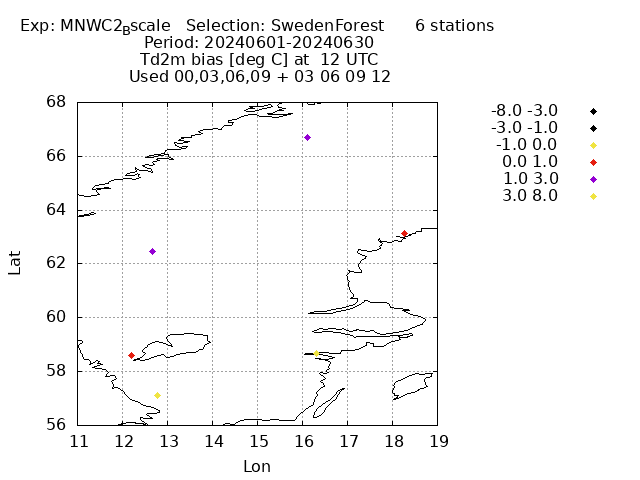 Exp: MNWC2Bscale   Selection: SwedenForest      6 stations
Period: 20240601-20240630
Td2m bias [deg C] at  12 UTC
Used 00,03,06,09 + 03 06 09 12
-8.0 -3.0
-3.0 -1.0
-1.0 0.0
0.0 1.0
1.0 3.0
3.0 8.0
68
66
64
62
60
58
56
Lat
11 12 13 14 15 16 17 18 19
Lon